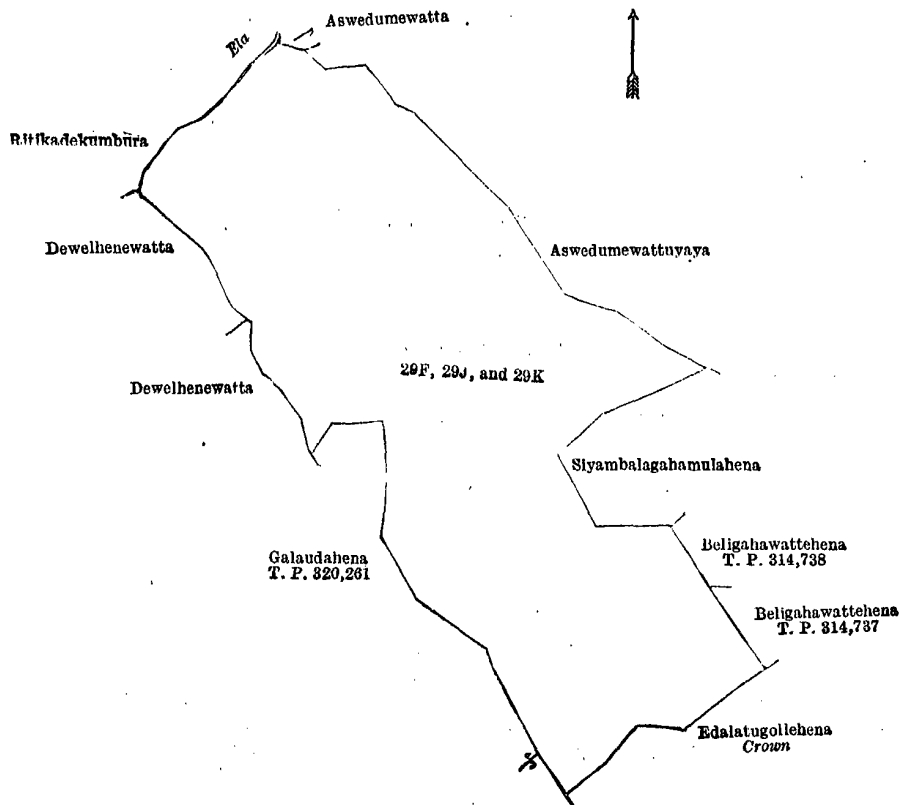 Aswedumewatta
Ela
Ritikadekumbura
Dewelhenewatta
Aswedumewattuyaya
29F, 29J, and 29K
Dewelhenewatta
Siyambalagahamulahena
Galaudahena
T. P. 320,261
Beligahawattehena
T. P. 314,738
Beligahawattehena
T. P. 314,737
Edalatugollehena
Crown